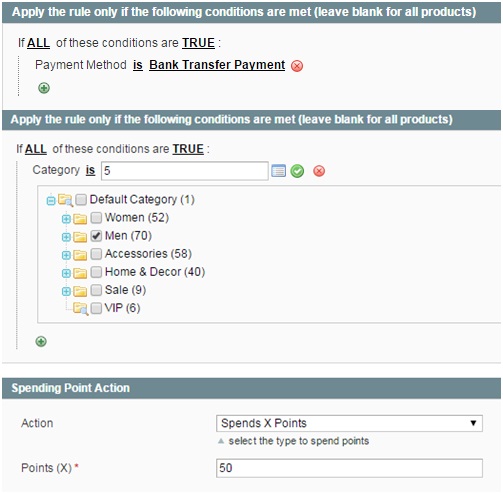 Apply the rule only if the following conditions are met (leave blank for all products)
If ALL of these conditions are TRUE :
Payment Method is Bank Transfer Payment
Apply the rule only if the following conditions are met (leave blank for all products)
If ALL of these conditions are TRUE :
Category is 5
Default Category (1)
Women (52)
Men (70)
Accessories (58)
Home & Decor (40)
Sale (9)
VIP (6)
Spending Point Action
Action Spends X Points
select the type to spend points
Points (X) * 50